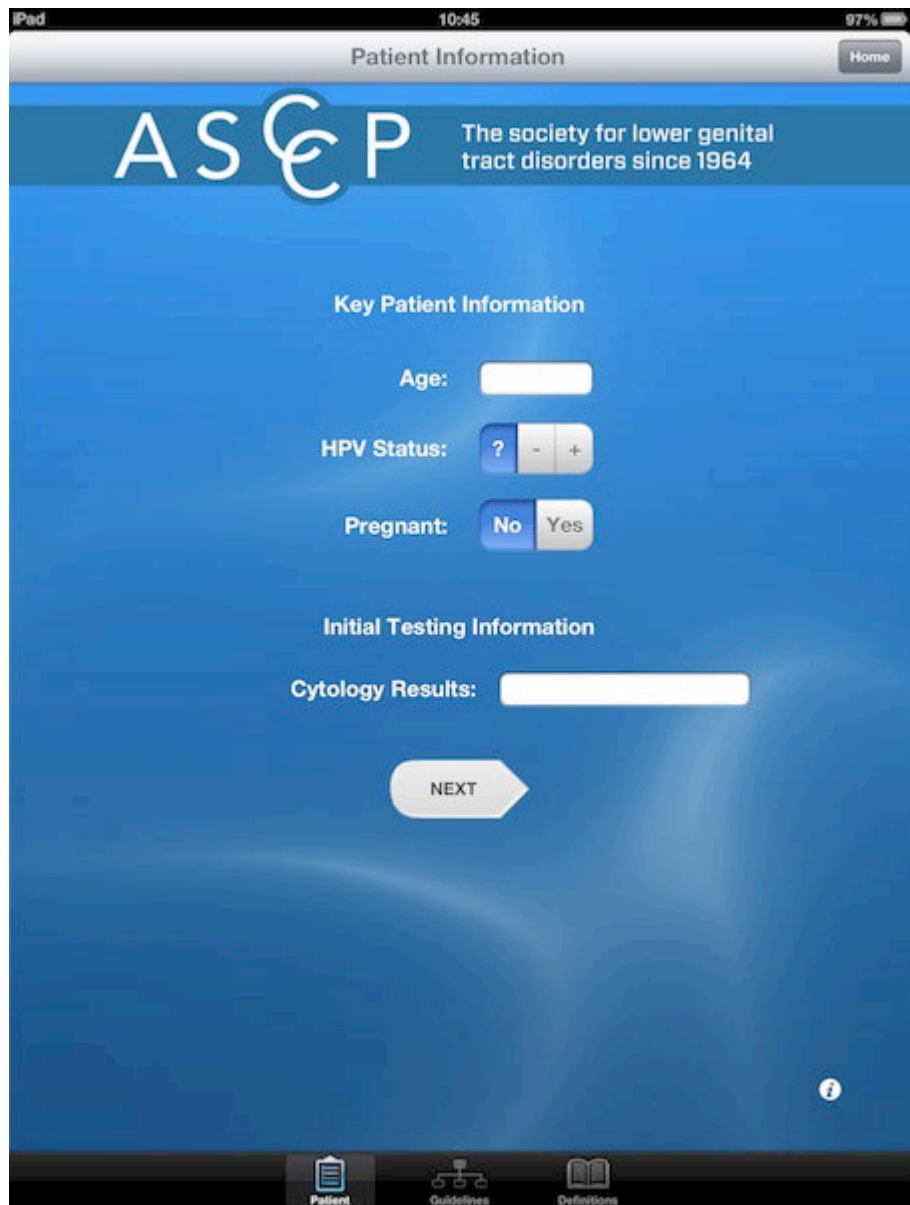 iPad 10:45 97%
Patient Information Home
ASCCP
The society for lower genital
tract disorders since 1964
Key Patient Information
Age:
HPV Status: ? - +
Pregnant: No Yes
Initial Testing Information
Cytology Results:
NEXT
i
Patient Guidelines Definitions